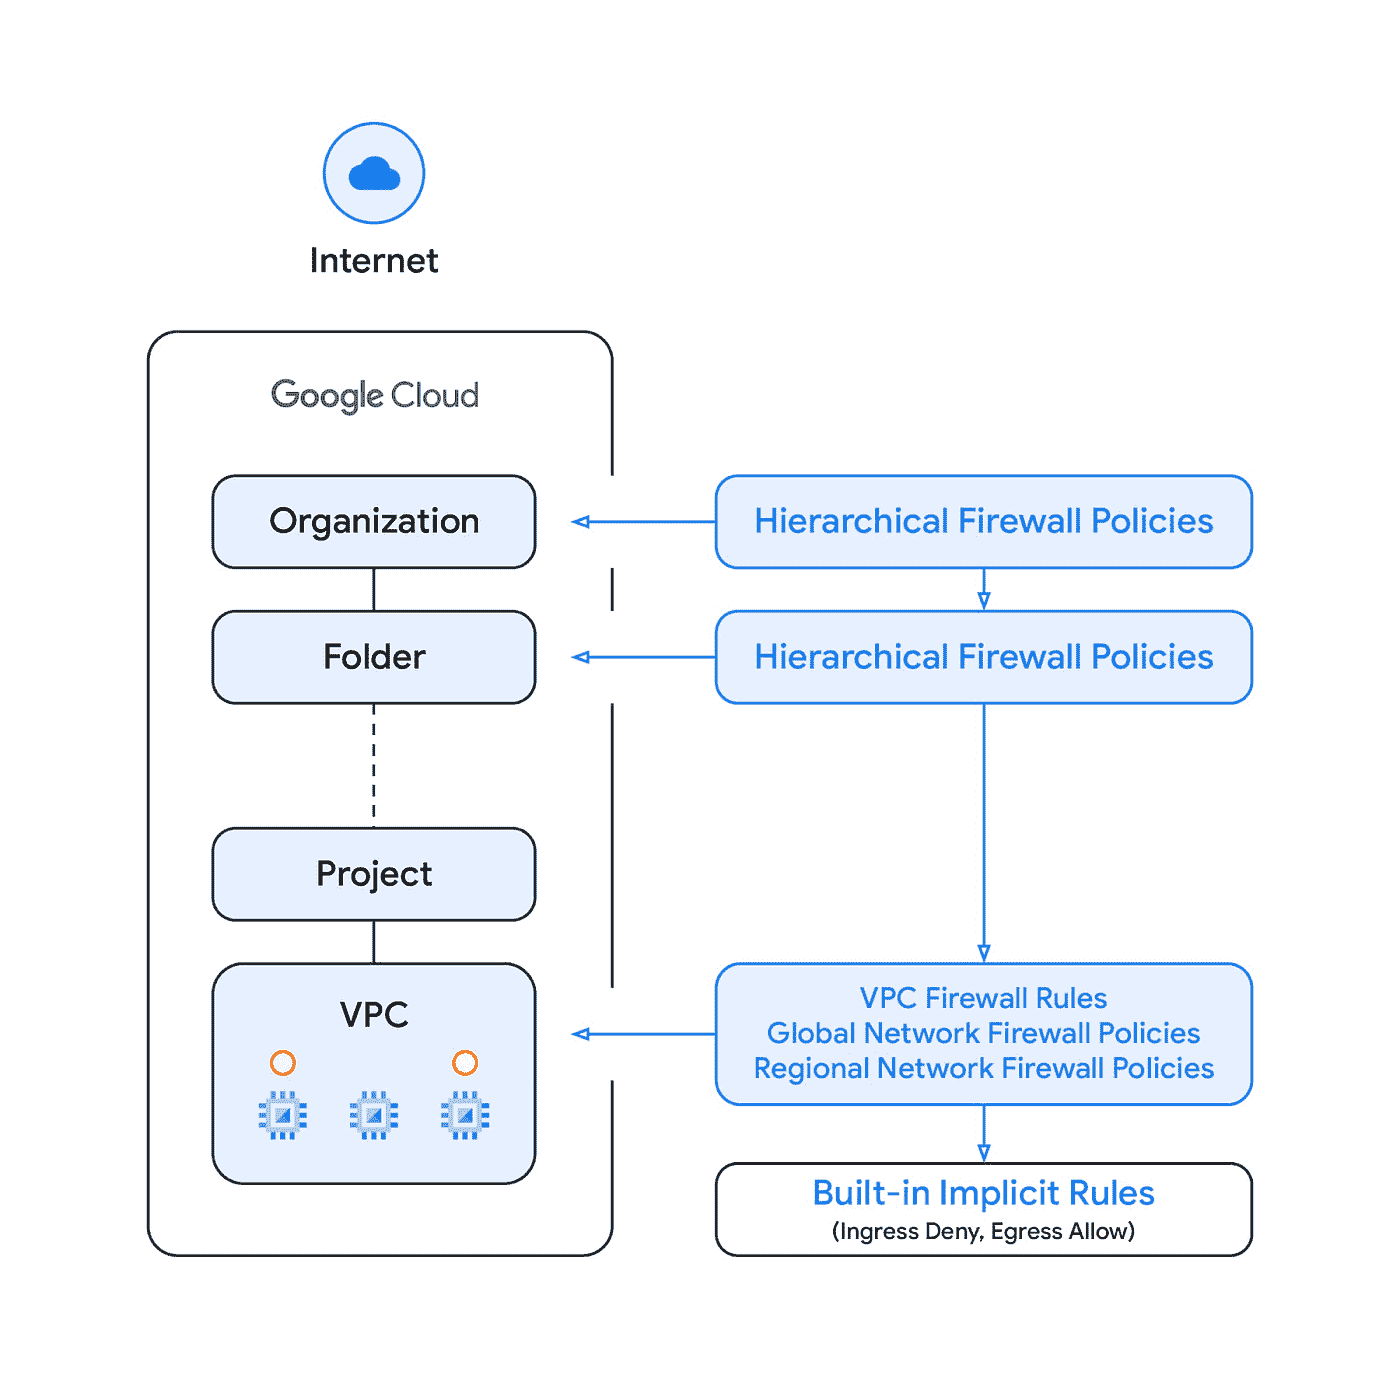 Internet
Google Cloud
Organization
Hierarchical Firewall Policies
Folder
Hierarchical Firewall Policies
Project
VPC
VPC Firewall Rules
Global Network Firewall Policies
Regional Network Firewall Policies
Built-in Implicit Rules
(Ingress Deny, Egress Allow)